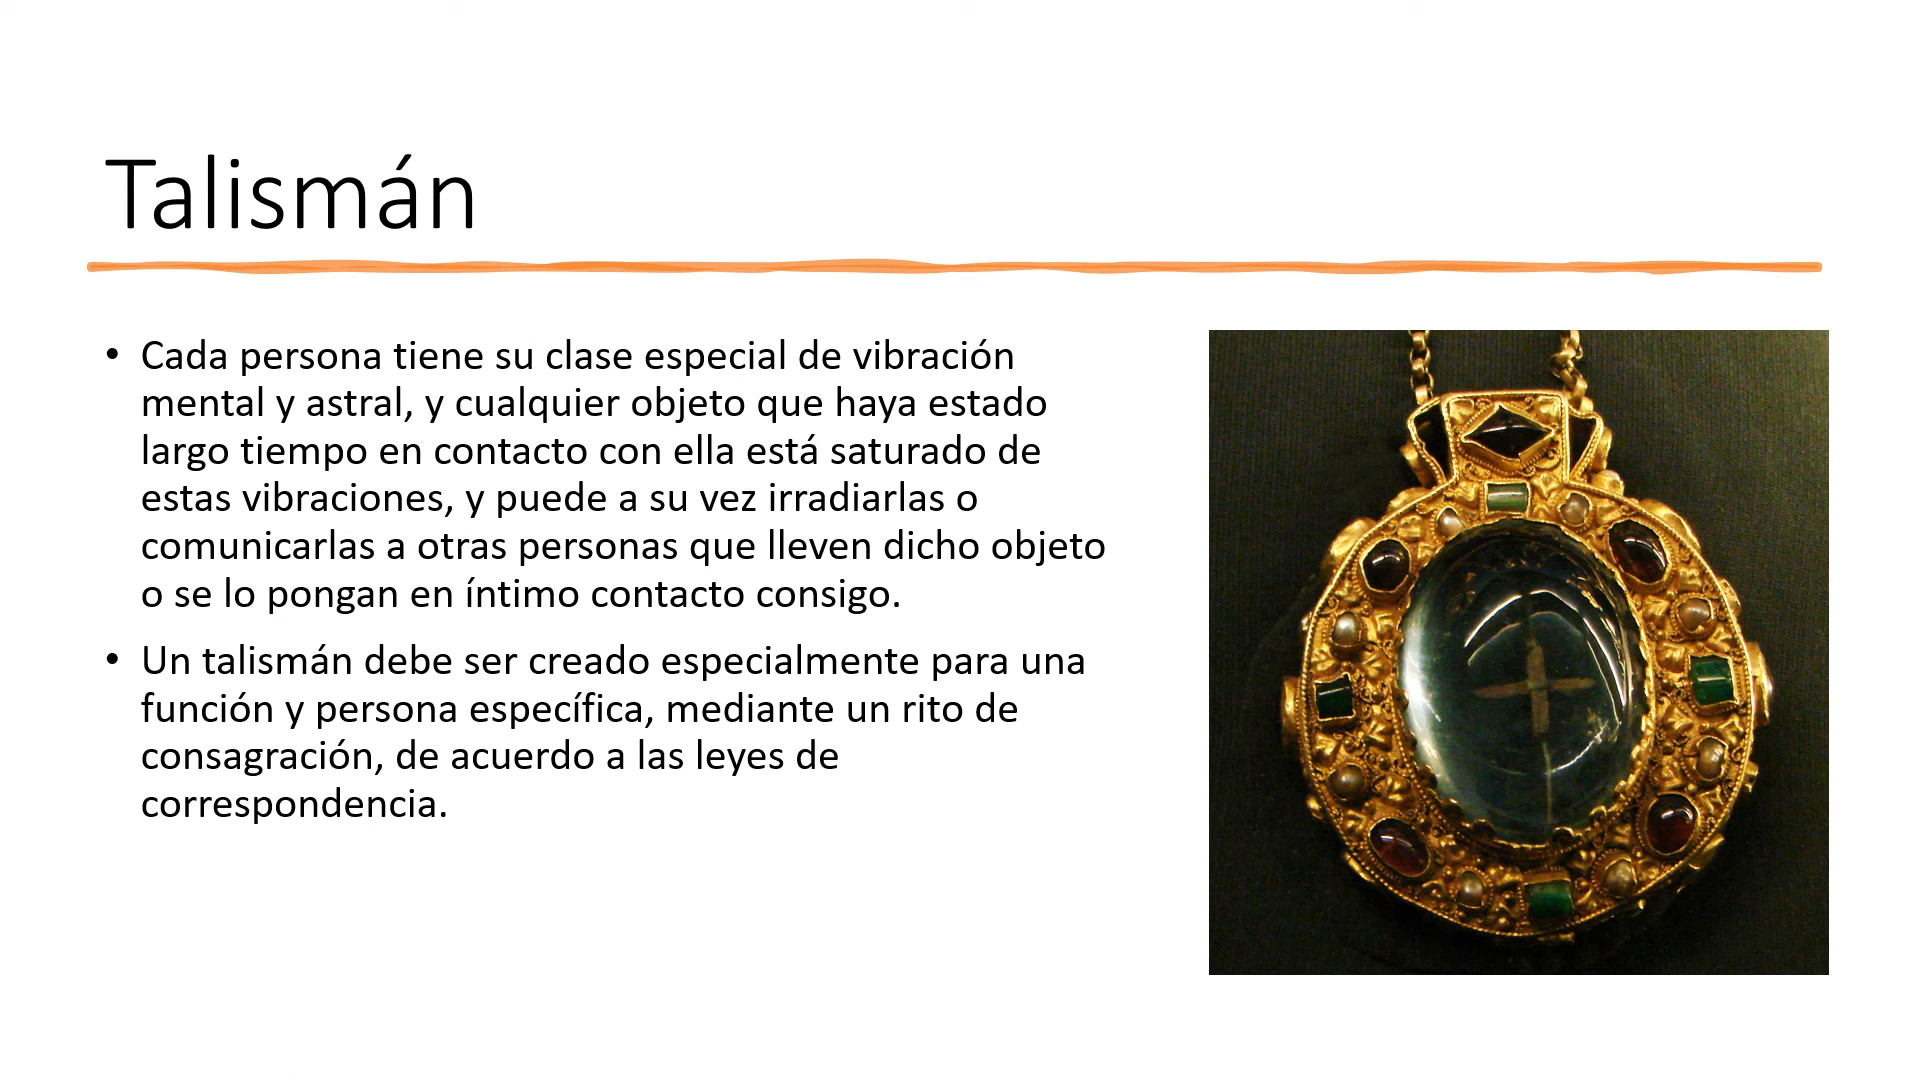 Talismán
• Cada persona tiene su clase especial de vibración
mental y astral, y cualquier objeto que haya estado
largo tiempo en contacto con ella está saturado de
estas vibraciones, y puede a su vez irradiarlas o
comunicarlas a otras personas que lleven dicho objeto
o se lo pongan en íntimo contacto consigo.
• Un talismán debe ser creado especialmente para una
función y persona específica, mediante un rito de
consagración, de acuerdo a las leyes de
correspondencia.